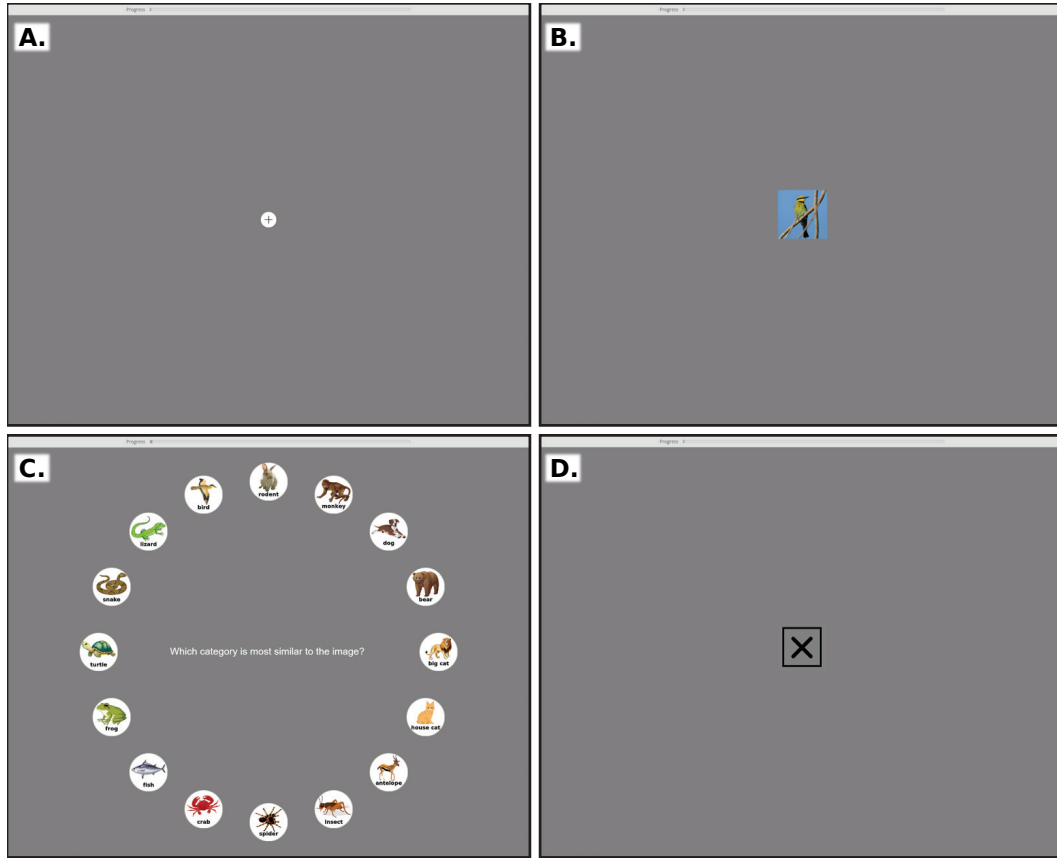 Progress
A.
Progress
B.
Progress
C.
rodent
bird
monkey
lizard
dog
snake
bear
turtle
Which category is most similar to the image?
big cat
frog
house cat
fish
antelope
crab
spider
insect
Progress
D.